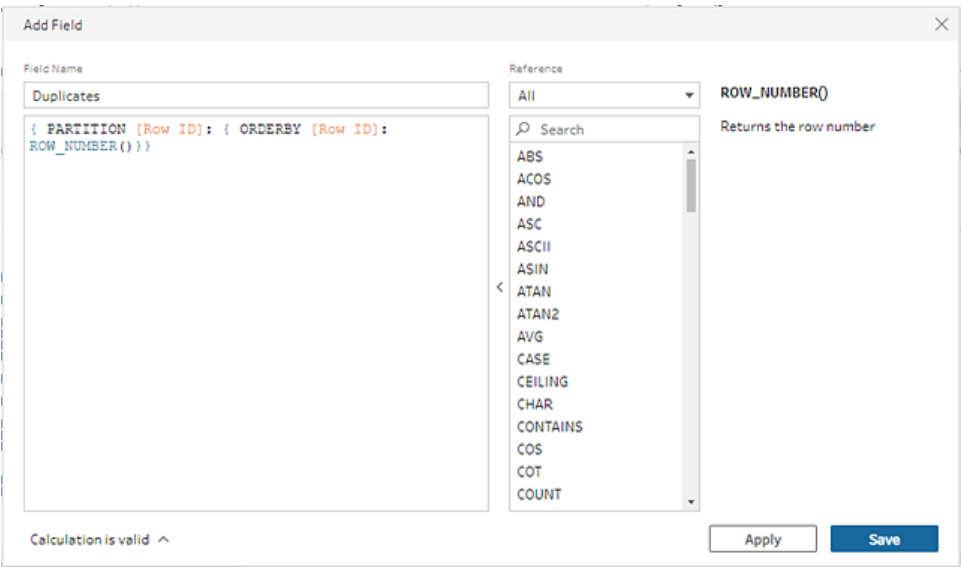 Add Field
Field Name
Duplicates
{ PARTITION [Row ID]: { ORDERBY [Row ID]:
ROW_NUMBER()}}
Reference
All
Search
ABS
ACOS
AND
ASC
ASCII
ASIN
ATAN
ATAN2
AVG
CASE
CEILING
CHAR
CONTAINS
COS
COT
COUNT
ROW_NUMBER()
Returns the row number
Calculation is valid
Apply
Save